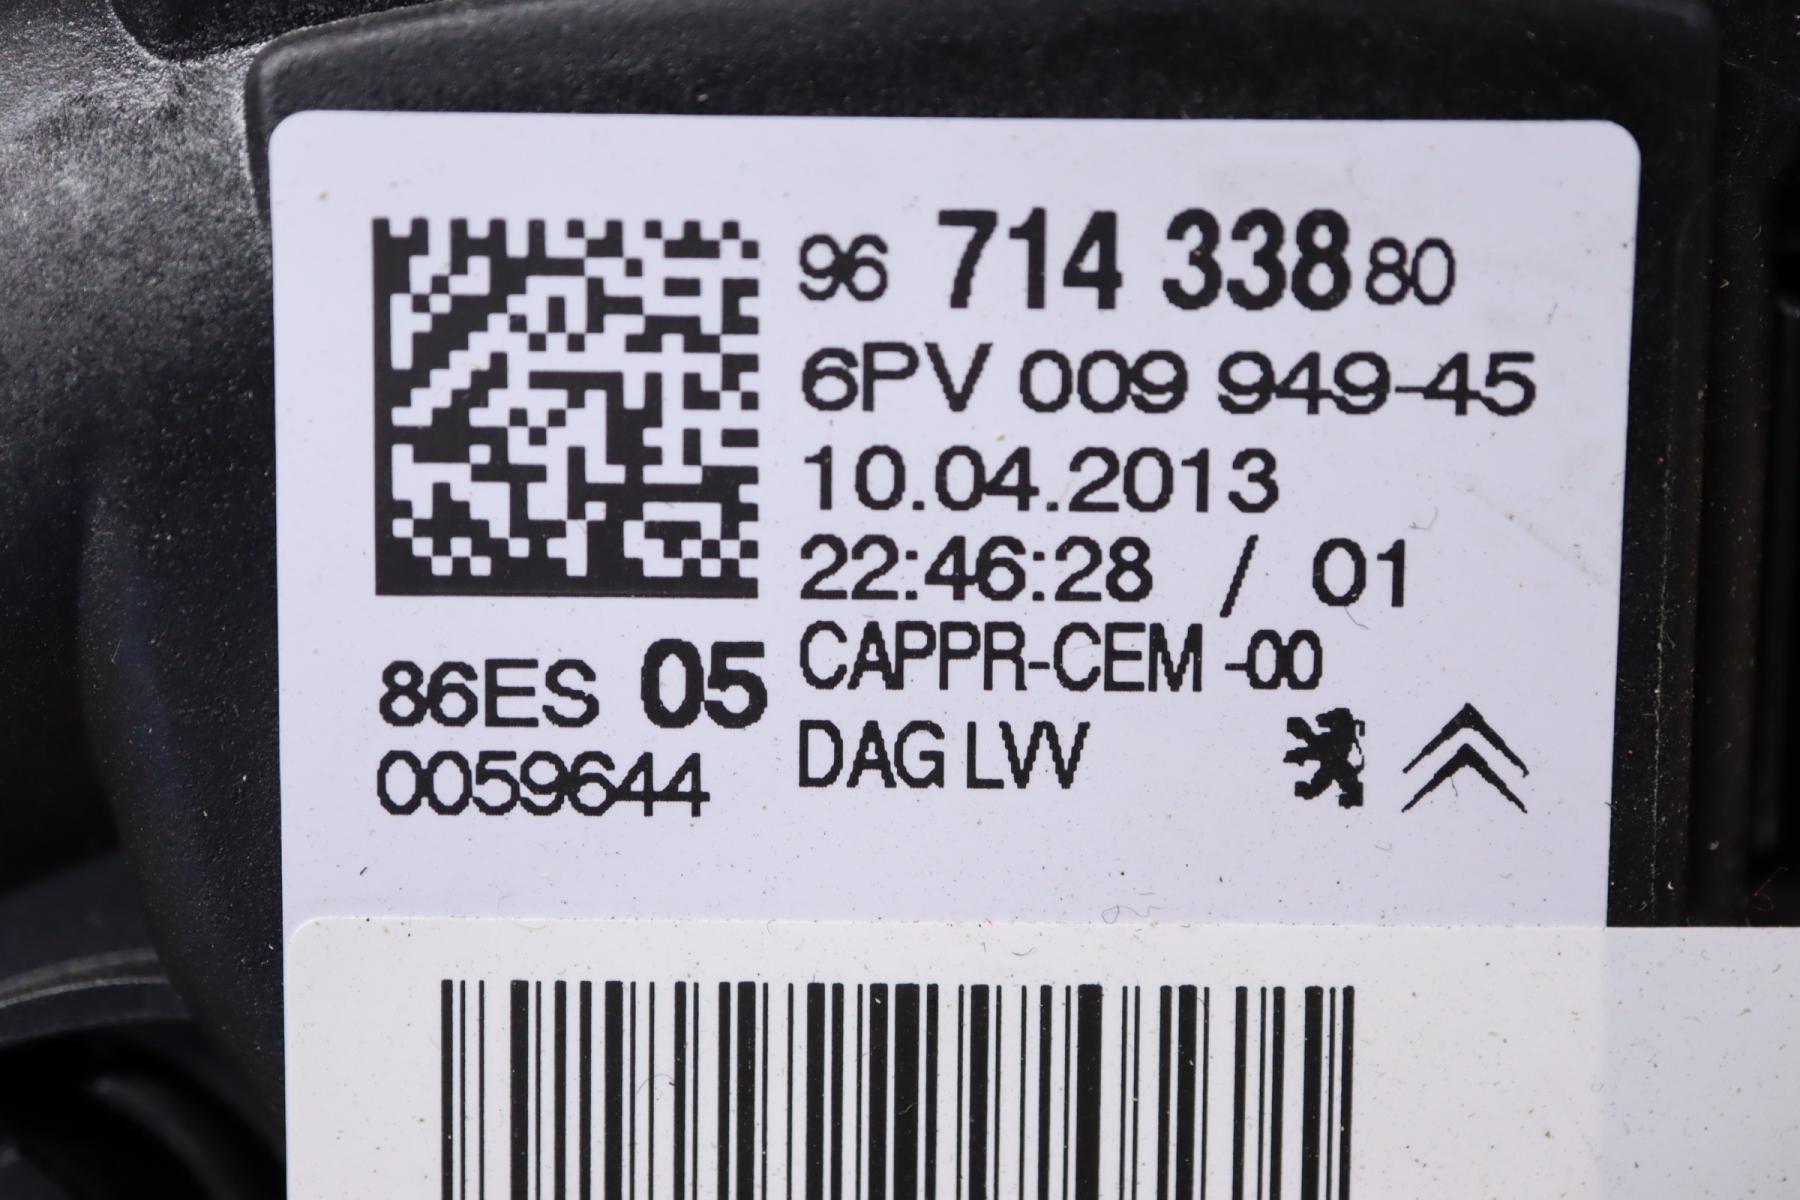 96 714 338 80
6PV 009 949-45
10.04.2013
22:46:28 / 01
CAPPR-CEM -00
DAG LVV
86ES 05
0059644